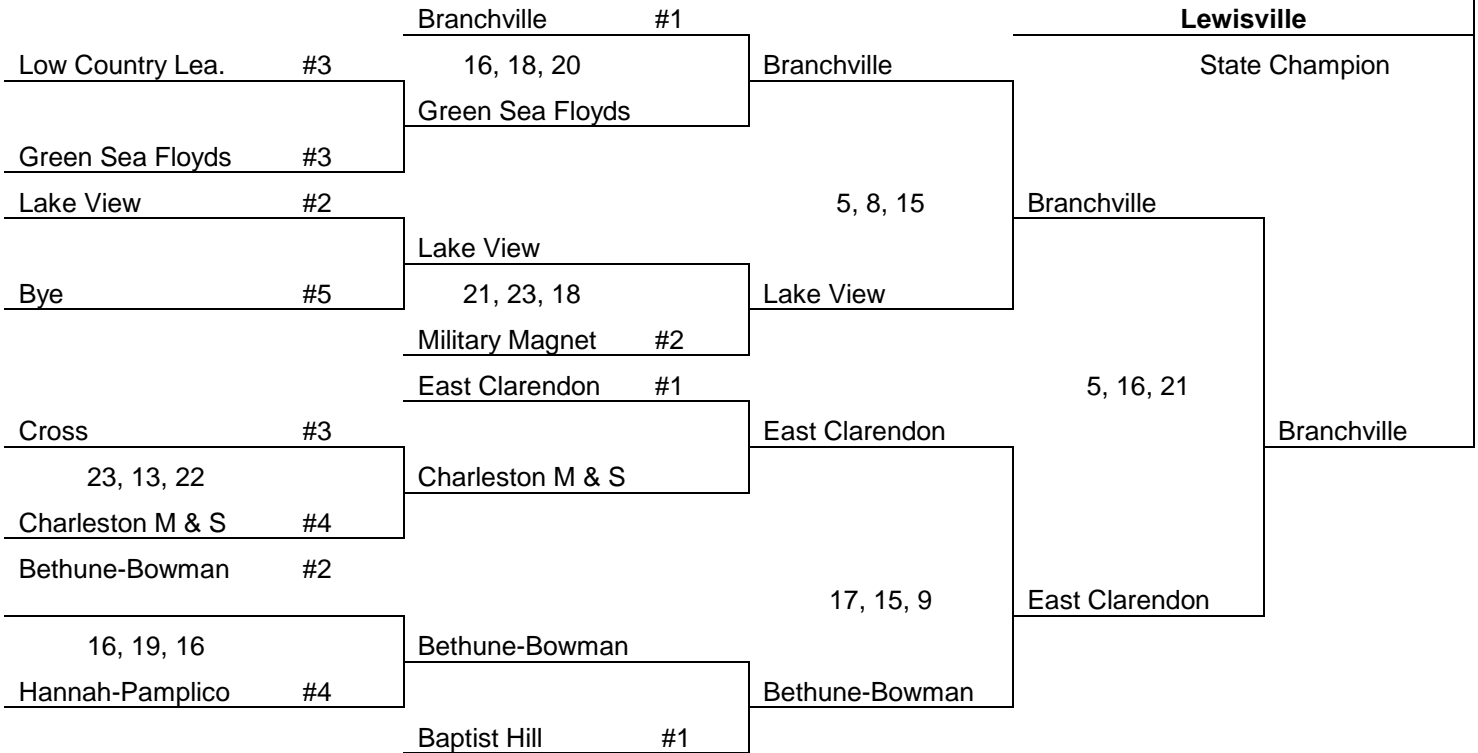 Branchville #1 Lewisville
Low Country Lea. #3 16, 18, 20 Branchville State Champion
Green Sea Floyds
Green Sea Floyds #3
Lake View #2 5, 8, 15 Branchville
Lake View
Bye #5 21, 23, 18 Lake View
Military Magnet #2
East Clarendon #1 5, 16, 21
Cross #3 East Clarendon Branchville
23, 13, 22 Charleston M & S
Charleston M & S #4
Bethune-Bowman #2
17, 15, 9 East Clarendon
16, 19, 16 Bethune-Bowman
Hannah-Pamplico #4 Bethune-Bowman
Baptist Hill #1